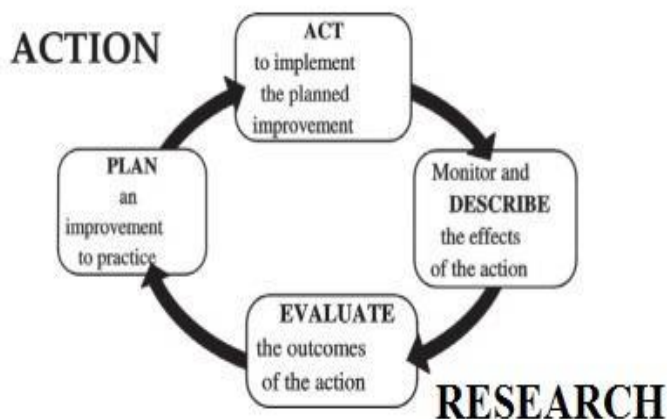 ACTION
ACT
to implement
the planned
improvement
PLAN
an
improvement
to practice
Monitor and
DESCRIBE
the effects
of the action
EVALUATE
the outcomes
of the action
RESEARCH